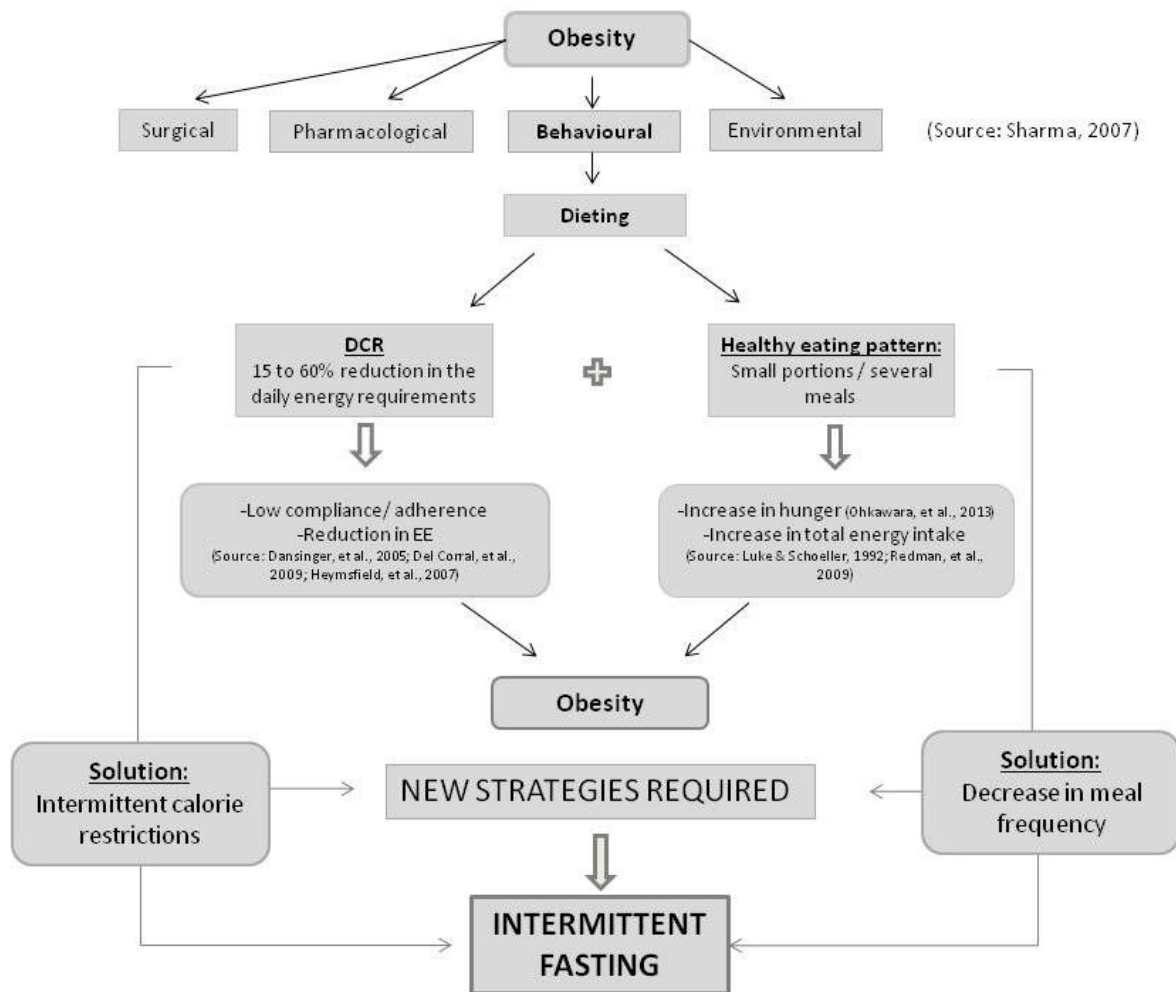 Obesity
Surgical
Pharmacological
Behavioural
Environmental
(Source: Sharma, 2007)
Dieting
DCR
15 to 60% reduction in the
daily energy requirements
Healthy eating pattern:
Small portions / several
meals
-Low compliance/ adherence
-Reduction in EE
(Source: Dansinger, et al., 2005; Del Corral, et al.,
2009; Heymsfield, et al., 2007)
-Increase in hunger (Ohkawara, et al., 2013)
-Increase in total energy intake
(Source: Luke & Schoeller, 1992; Redman, et al.,
2009)
Obesity
Solution:
Intermittent calorie
restrictions
NEW STRATEGIES REQUIRED
Solution:
Decrease in meal
frequency
INTERMITTENT
FASTING